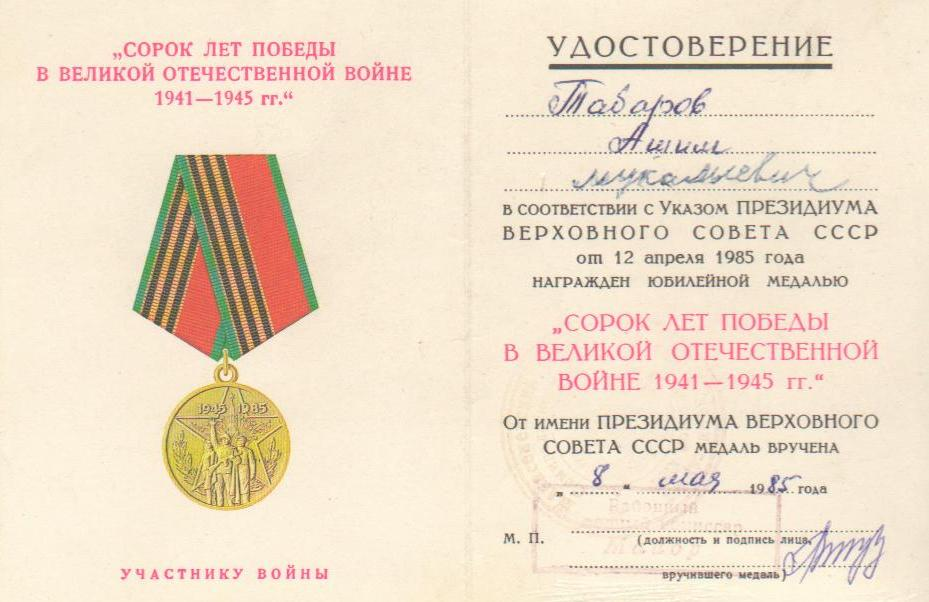 „СОРОК ЛЕТ ПОБЕДЫ
В ВЕЛИКОЙ ОТЕЧЕСТВЕННОЙ ВОЙНЕ
1941—1945 гг.“
1945 1985
УЧАСТНИКУ ВОЙНЫ
УДОСТОВЕРЕНИЕ
Табаров
Ашим
В СООТВЕТСТВИИ С УКАЗОМ ПРЕЗИДИУМА
ВЕРХОВНОГО СОВЕТА СССР
от 12 апреля 1985 года
НАГРАЖДЕН ЮБИЛЕЙНОЙ МЕДАЛЬЮ
„СОРОК ЛЕТ ПОБЕДЫ
В ВЕЛИКОЙ ОТЕЧЕСТВЕННОЙ
ВОЙНЕ 1941—1945 гг.“
ОТ ИМЕНИ ПРЕЗИДИУМА ВЕРХОВНОГО
СОВЕТА СССР МЕДАЛЬ ВРУЧЕНА
„ 8 “ мая 1985 года
М. П.
(должность и подпись лица,
вручившего медаль)